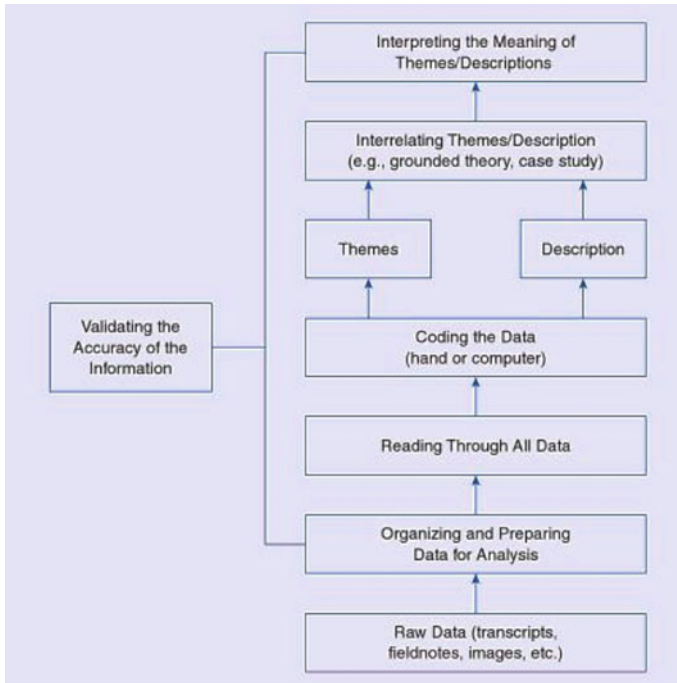 Interpreting the Meaning of
Themes/Descriptions
Interrelating Themes/Description
(e.g., grounded theory, case study)
Themes
Description
Validating the
Accuracy of the
Information
Coding the Data
(hand or computer)
Reading Through All Data
Organizing and Preparing
Data for Analysis
Raw Data (transcripts,
fieldnotes, images, etc.)